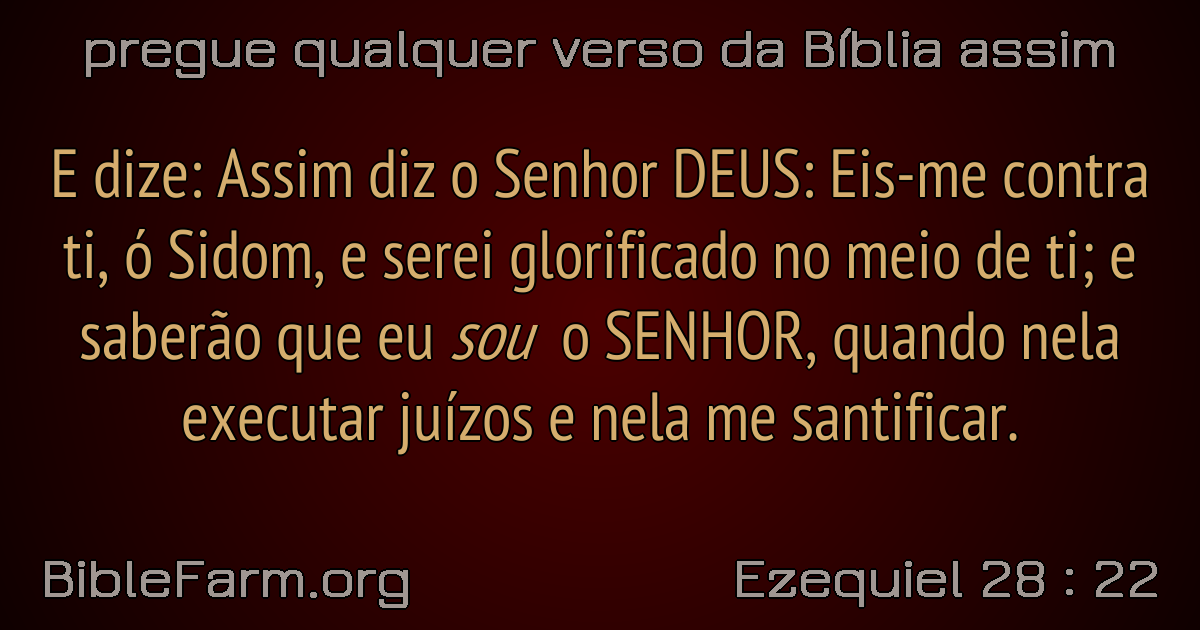 pregue qualquer verso da Bíblia assim
E dize: Assim diz o Senhor DEUS: Eis-me contra
ti, ó Sidom, e serei glorificado no meio de ti; e
saberão que eu sou o SENHOR, quando nela
executar juízos e nela me santificar.
BibleFarm.org
Ezequiel 28 : 22